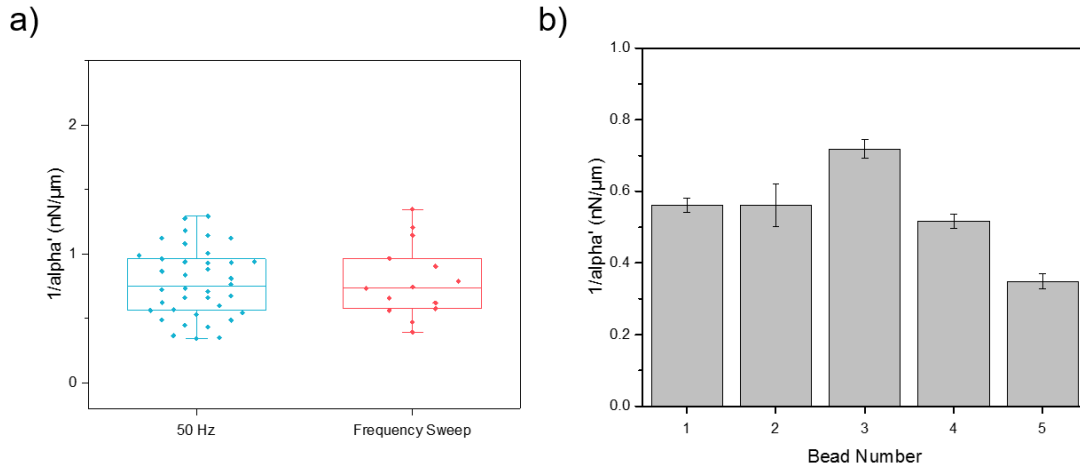 a)
2
1
0
1/alpha' (nN/µm)
50 Hz
Frequency Sweep
b)
1.0
0.8
0.6
0.4
0.2
0.0
1/alpha' (nN/µm)
1
2
3
4
5
Bead Number